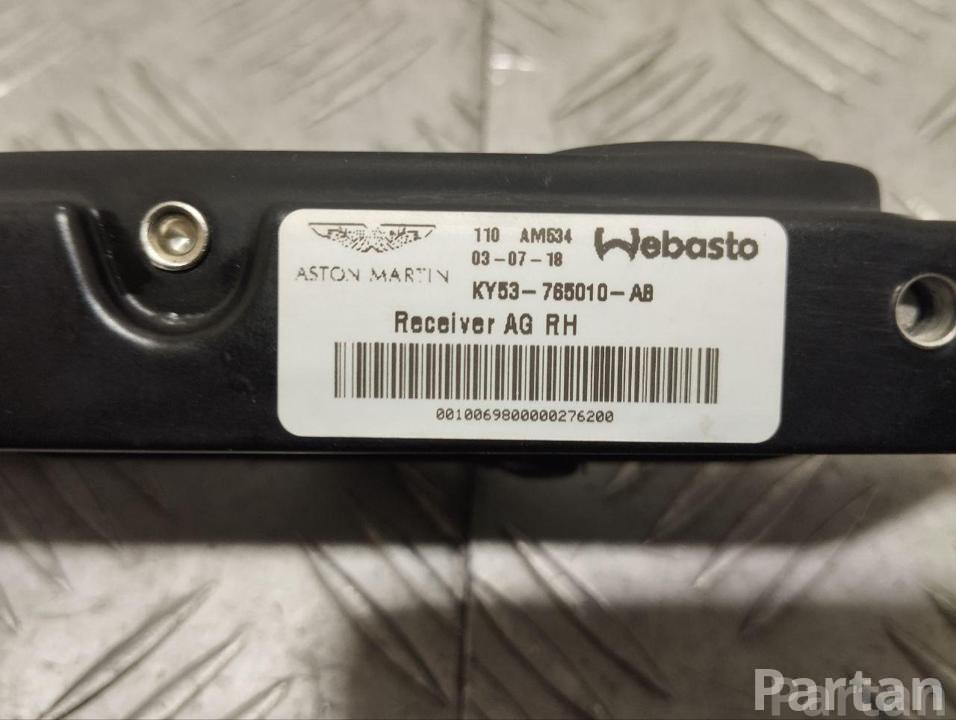 ASTON MARTIN
110 AM534
03-07-18
Webasto
KY53-765010-AB
Receiver AG RH
0010069800000276200
Partan